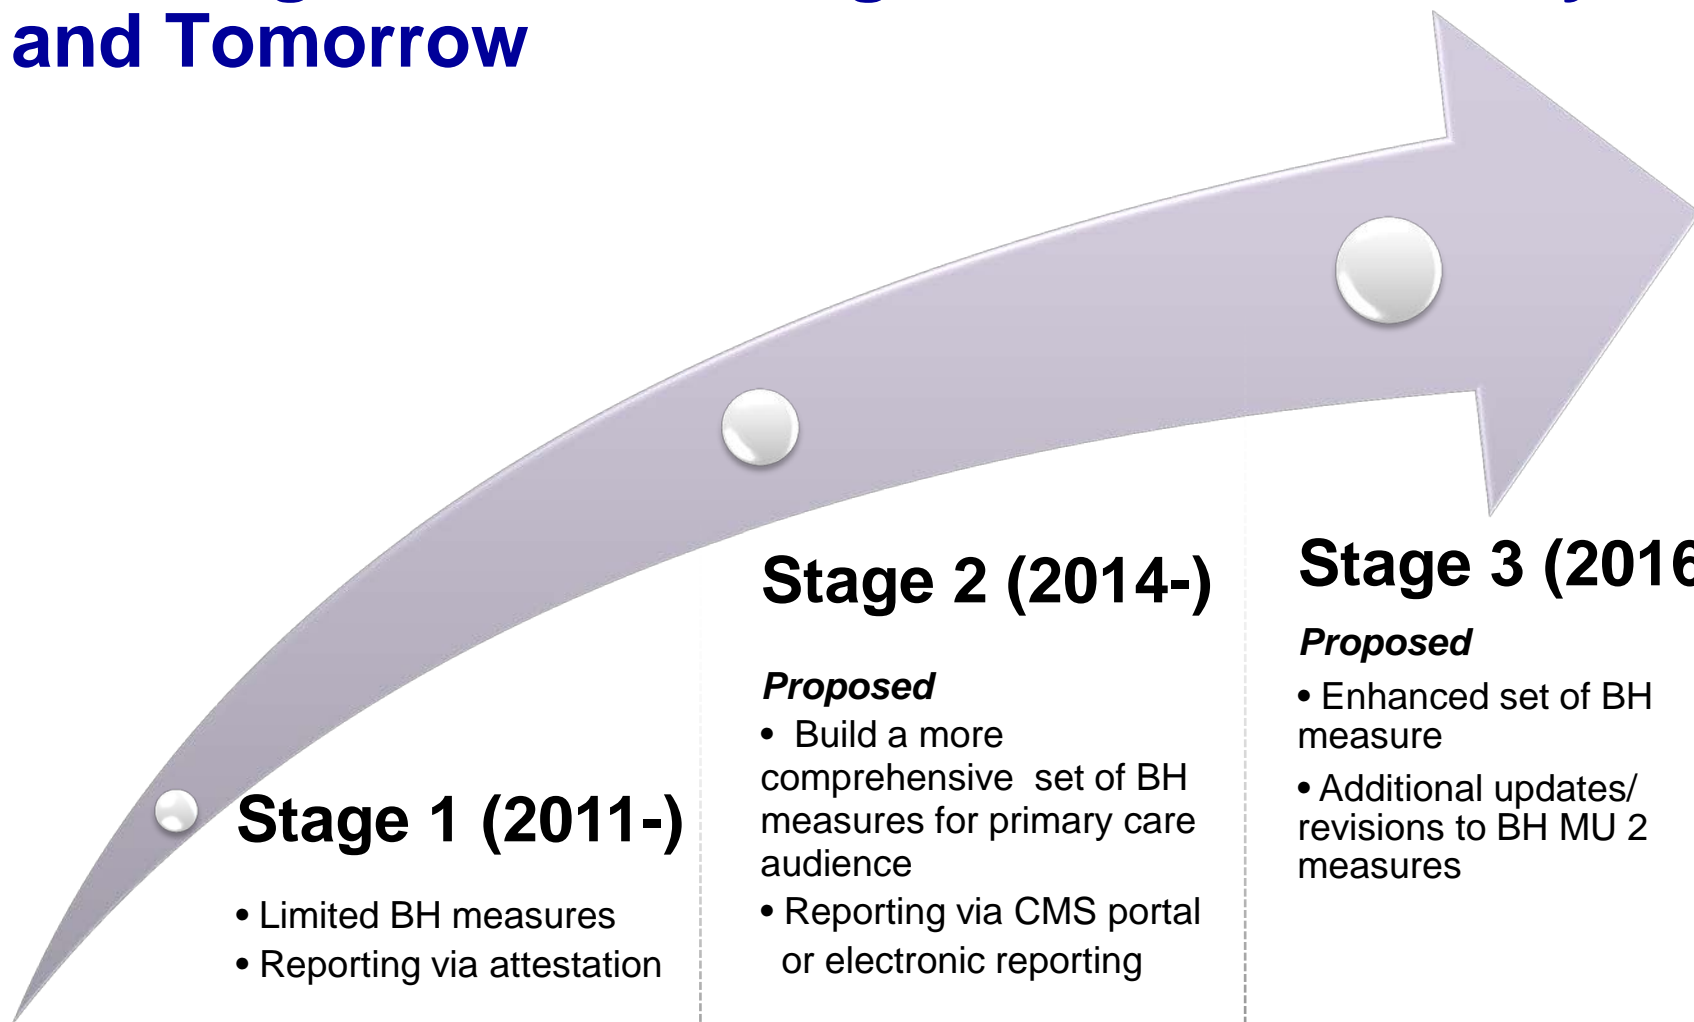 and Tomorrow
Stage 1 (2011-)
• Limited BH measures
• Reporting via attestation
Stage 2 (2014-)
Proposed
• Build a more
comprehensive set of BH
measures for primary care
audience
• Reporting via CMS portal
or electronic reporting
Stage 3 (2016
Proposed
• Enhanced set of BH
measure
• Additional updates/
revisions to BH MU 2
measures